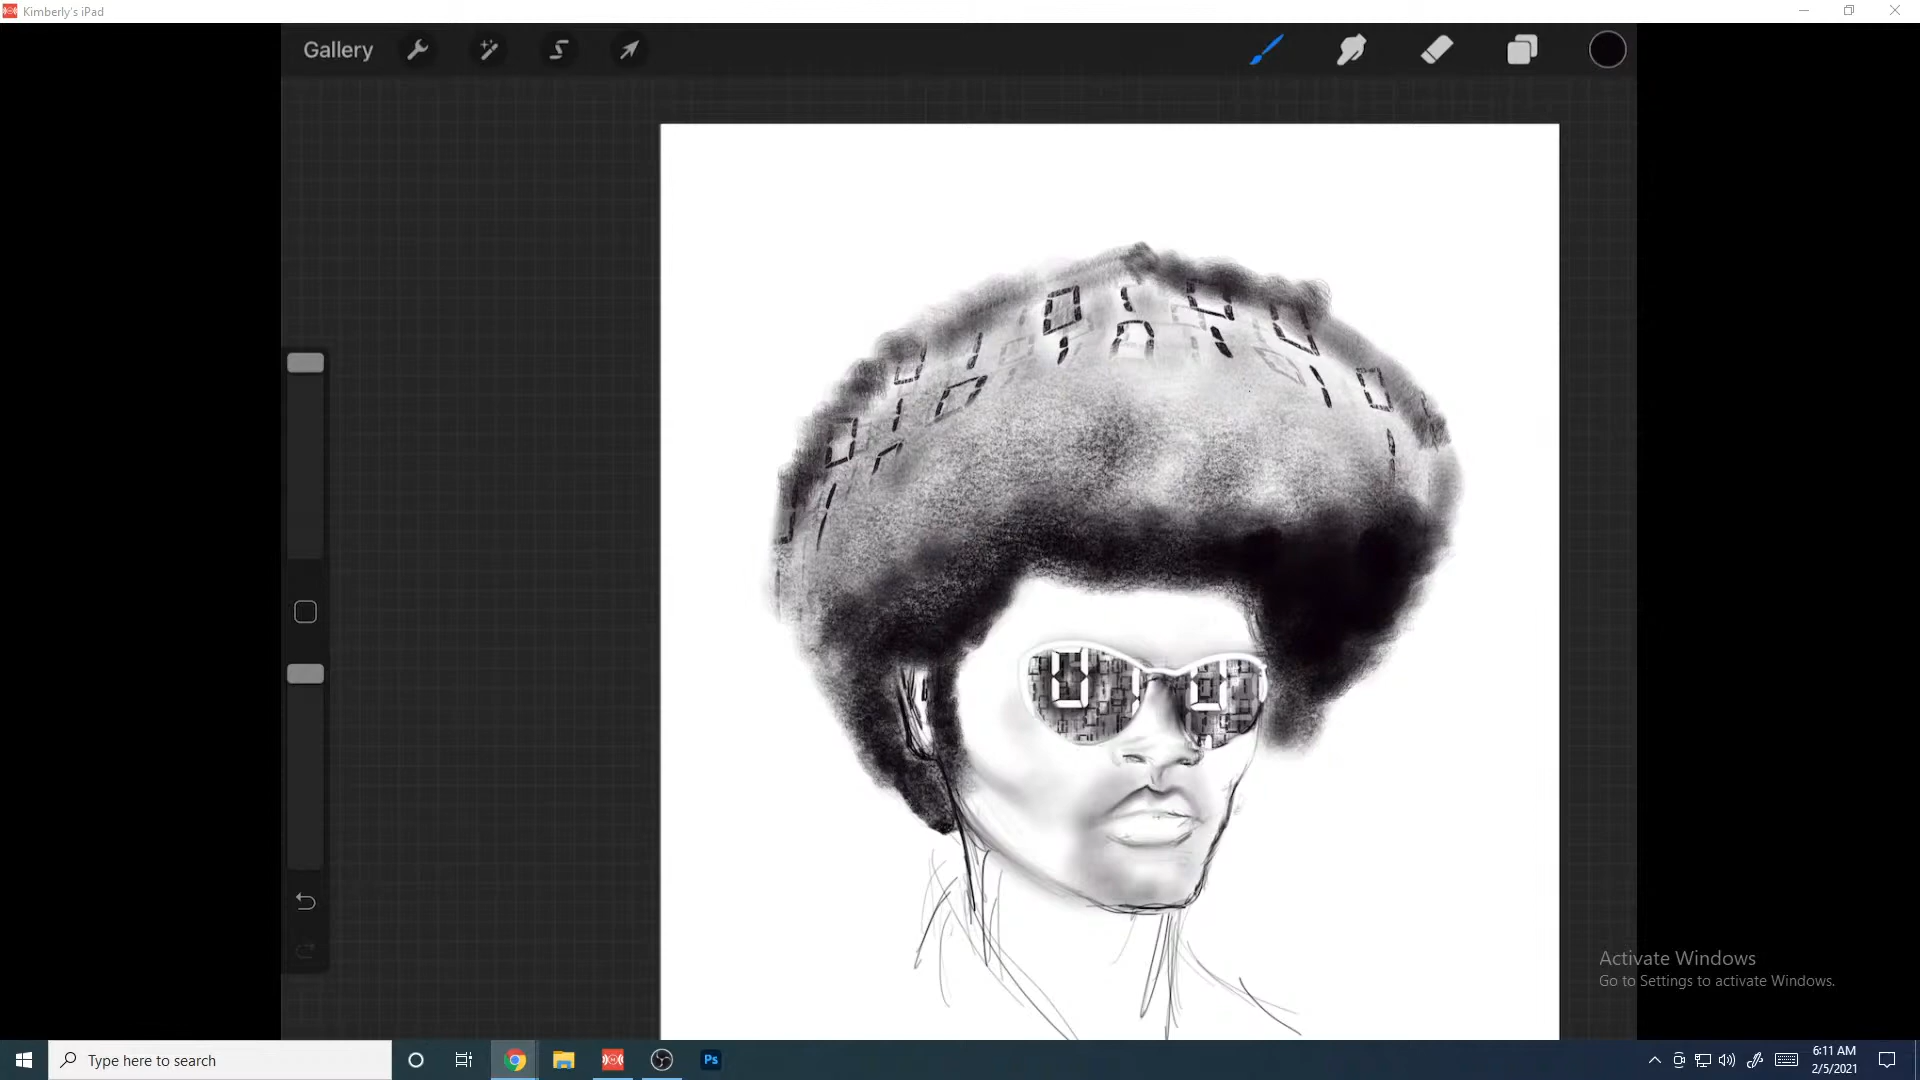 Kimberly's iPad
Gallery
Activate Windows
Go to Settings to activate Windows.
Type here to search
Ps
6:11 AM
2/5/2021